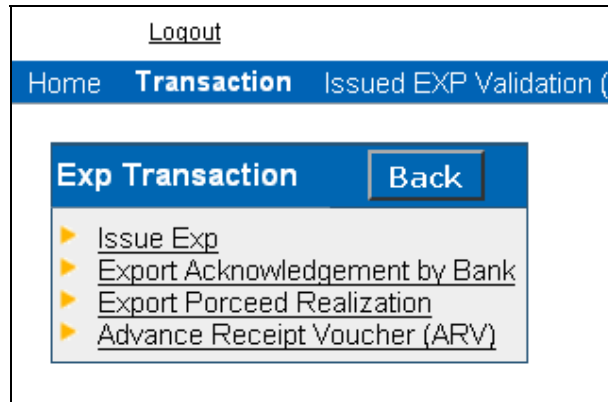 Logout
Home Transaction Issued EXP Validation (
Exp Transaction Back
Issue Exp
Export Acknowledgement by Bank
Export Porceed Realization
Advance Receipt Voucher (ARV)